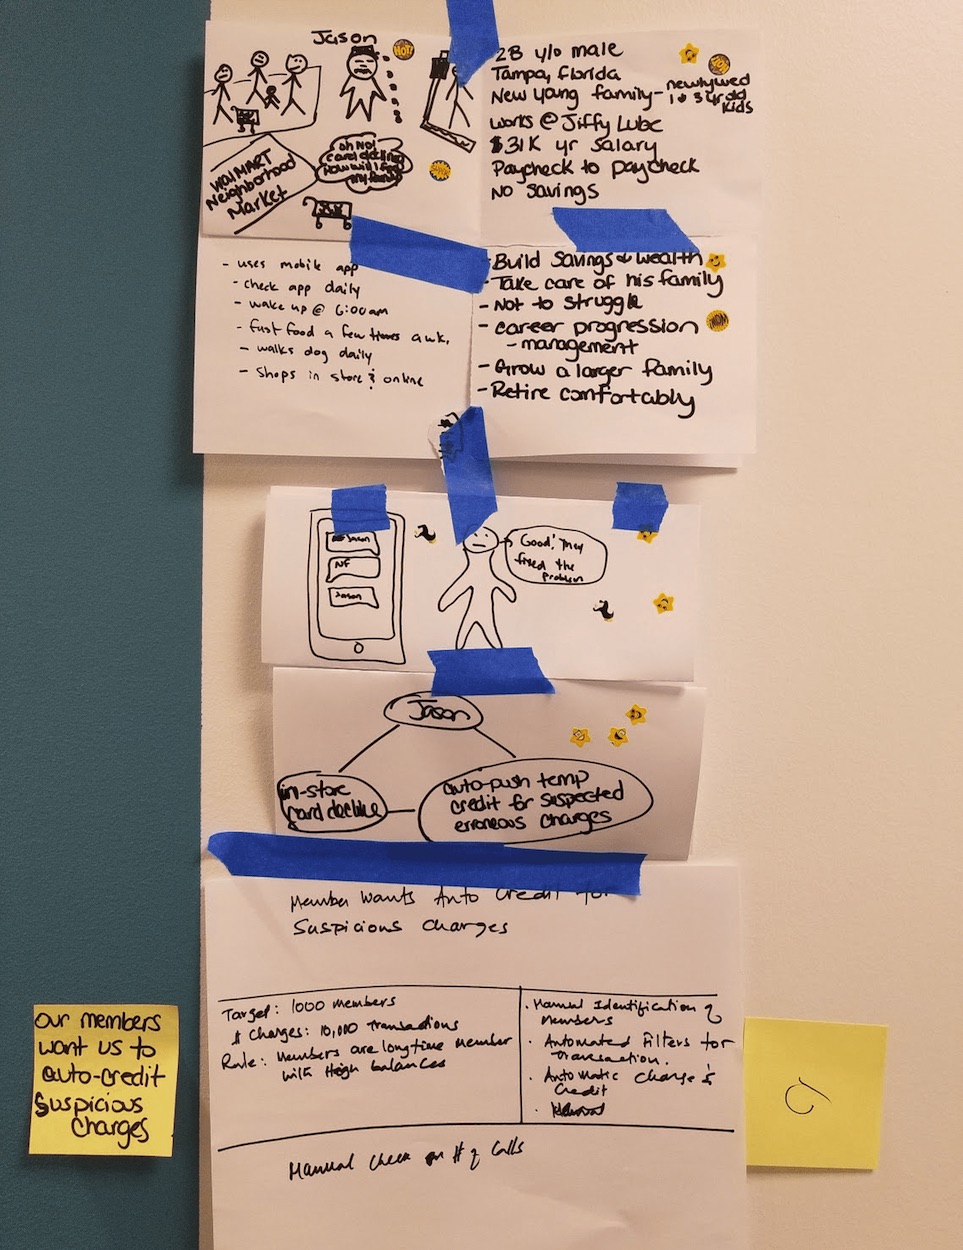 Jason
HOT!
WALMART
Neighborhood
Market
oh No!
card decline
How will I feed
my family
28 y/o male
Tampa, Florida
New young family - newlywed
1 & 3 yr old
kids
Works @ Jiffy Lube
$31K yr salary
Paycheck to paycheck
No savings
- uses mobile app
- check app daily
- wake up @ 6:00am
- fast food a few times a wk.
- walks dog daily
- Shops in store & online
- Build Savings & wealth
- Take care of his family
- Not to struggle
- career progression
- management
- Grow a larger family
- Retire comfortably
WOW
NF
Jason
Good! They
fixed the
problem
Jason
in-store
card decline
auto-push temp
credit for suspected
erroneous charges
Member Wants Auto Credit for
Suspicious Charges
Target: 1000 members
# Charges: 10,000 Transactions
Rule: Members are longtime member
with High balances
. Manual Identification of
Members
. Automated Filters for
Transaction.
. Automatic Charge &
Credit
Manual check on # of Calls
our members
want us to
auto-credit
Suspicious
charges